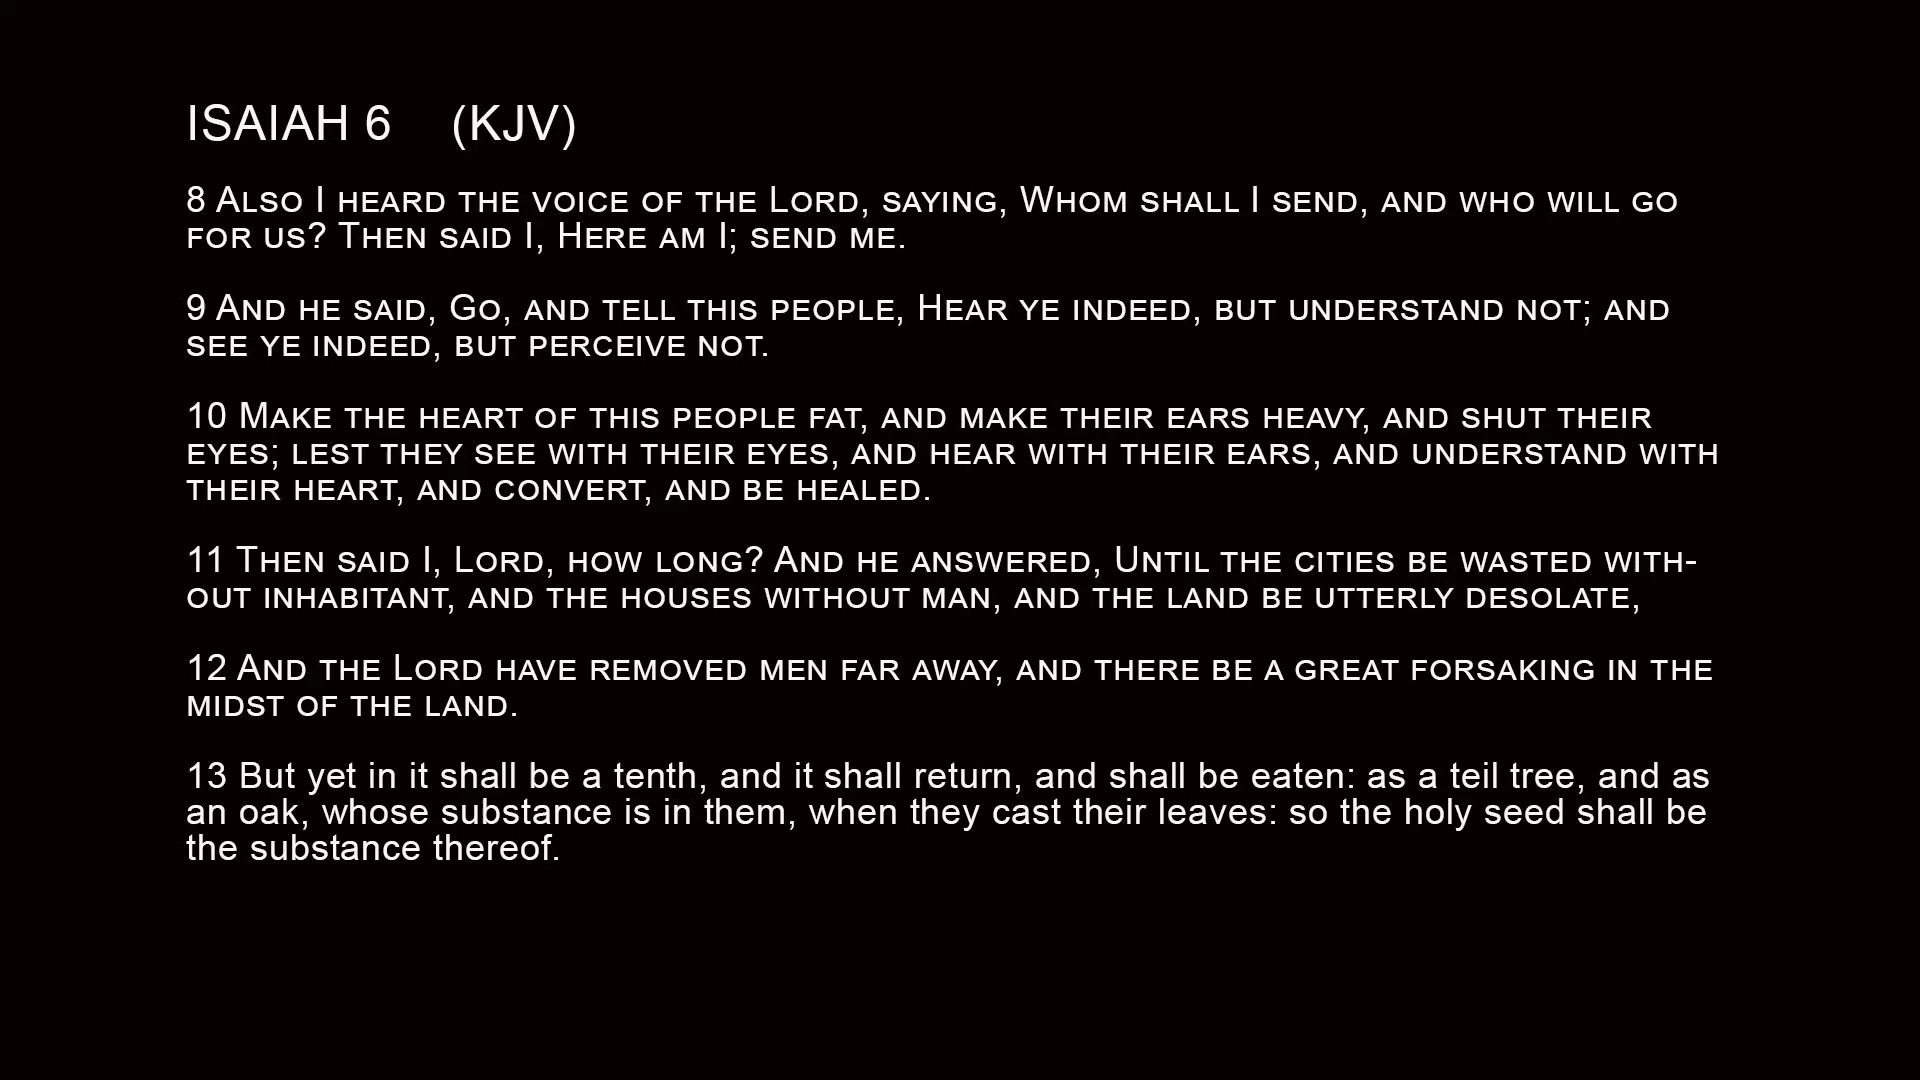 ISAIAH 6 (KJV)
8 Also I heard the voice of the Lord, saying, Whom shall I send, and who will go
for us? Then said I, Here am I; send me.
9 And he said, Go, and tell this people, Hear ye indeed, but understand not; and
see ye indeed, but perceive not.
10 Make the heart of this people fat, and make their ears heavy, and shut their
eyes; lest they see with their eyes, and hear with their ears, and understand with
their heart, and convert, and be healed.
11 Then said I, Lord, how long? And he answered, Until the cities be wasted with-
out inhabitant, and the houses without man, and the land be utterly desolate,
12 And the Lord have removed men far away, and there be a great forsaking in the
midst of the land.
13 But yet in it shall be a tenth, and it shall return, and shall be eaten: as a teil tree, and as
an oak, whose substance is in them, when they cast their leaves: so the holy seed shall be
the substance thereof.